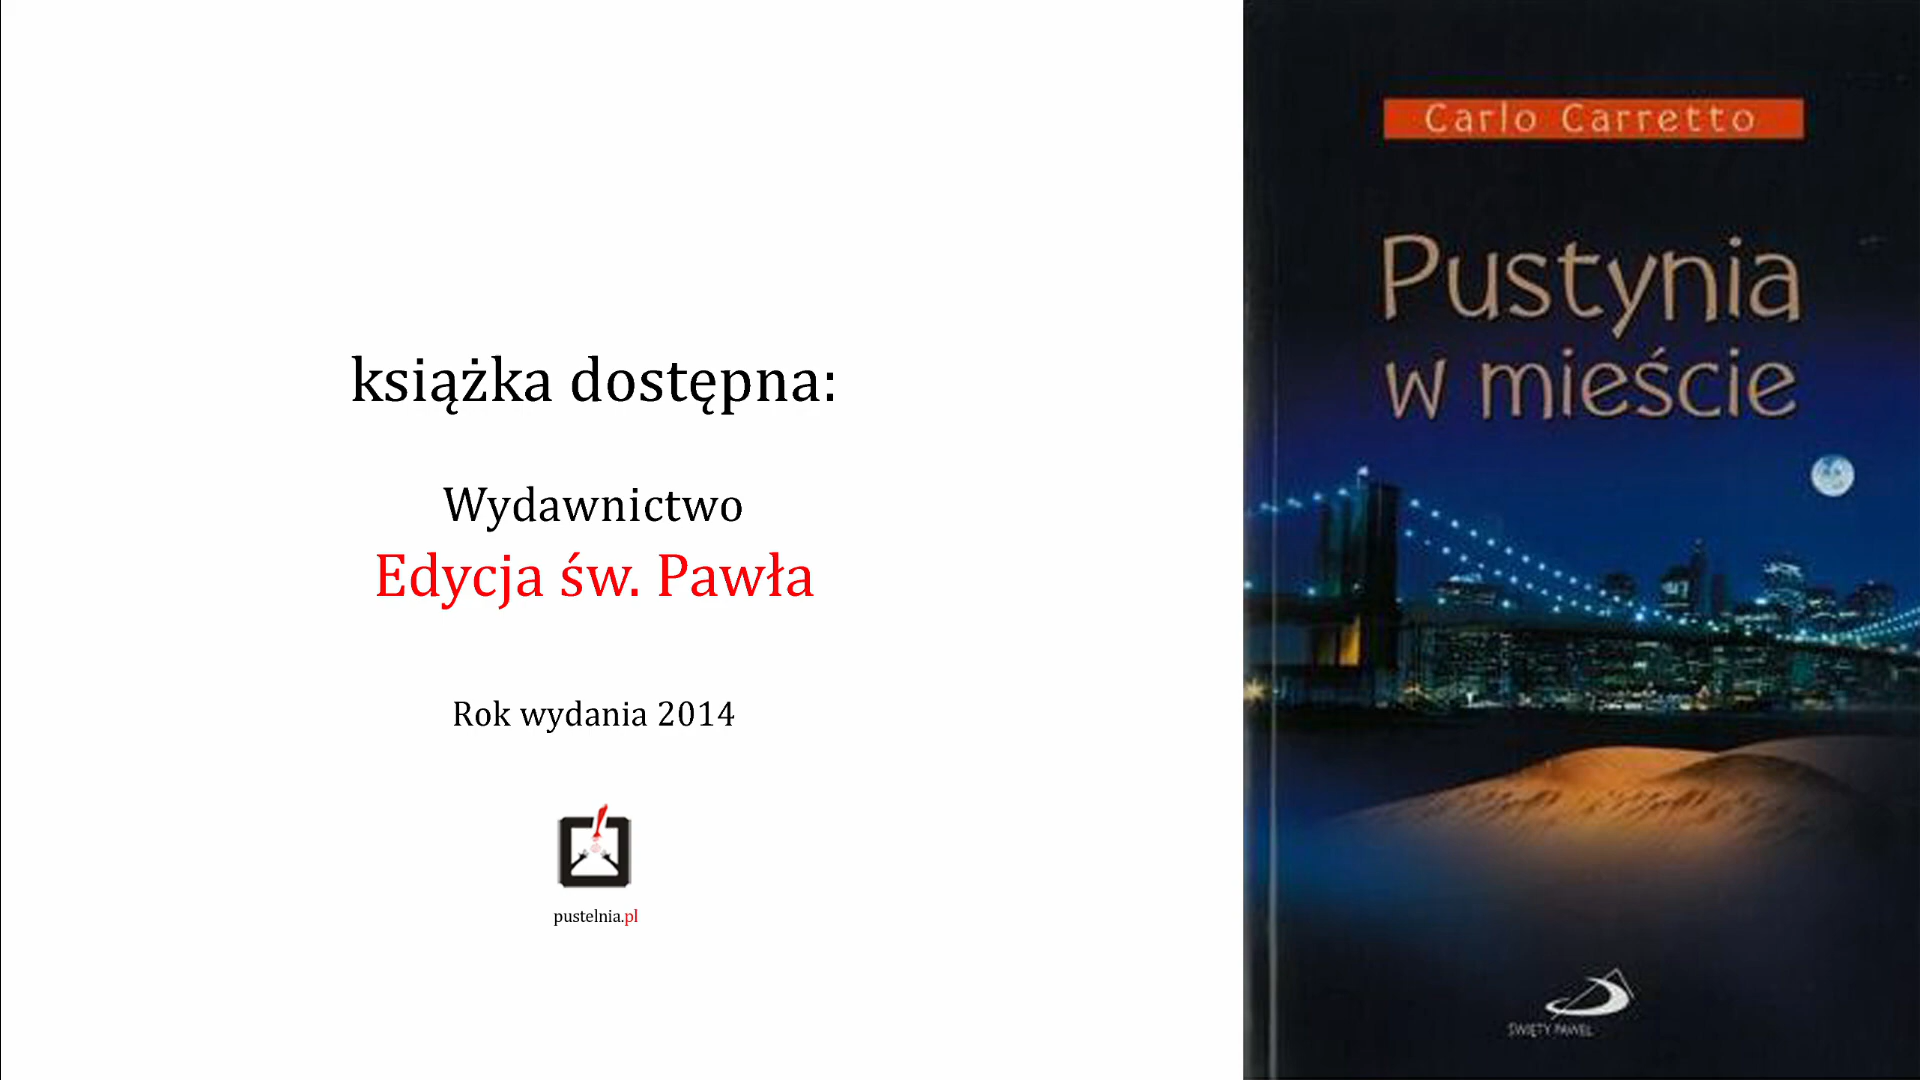 książka dostępna:
Wydawnictwo
Edycja św. Pawła
Rok wydania 2014
pustelnia.pl
Carlo Carretto
Pustynia
w mieście
ŚWIĘTY PAWEŁ